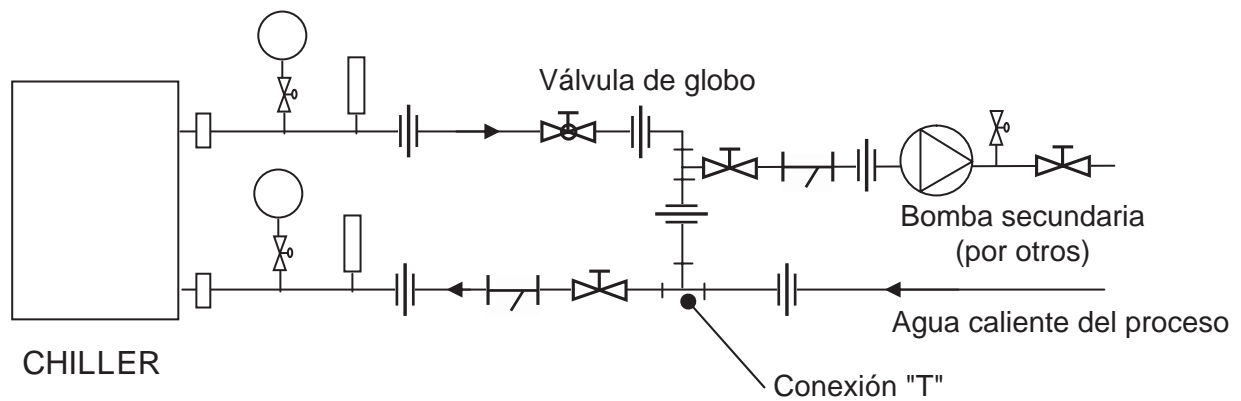 Válvula de globo
Bomba secundaria
(por otros)
Agua caliente del proceso
CHILLER
Conexión "T"